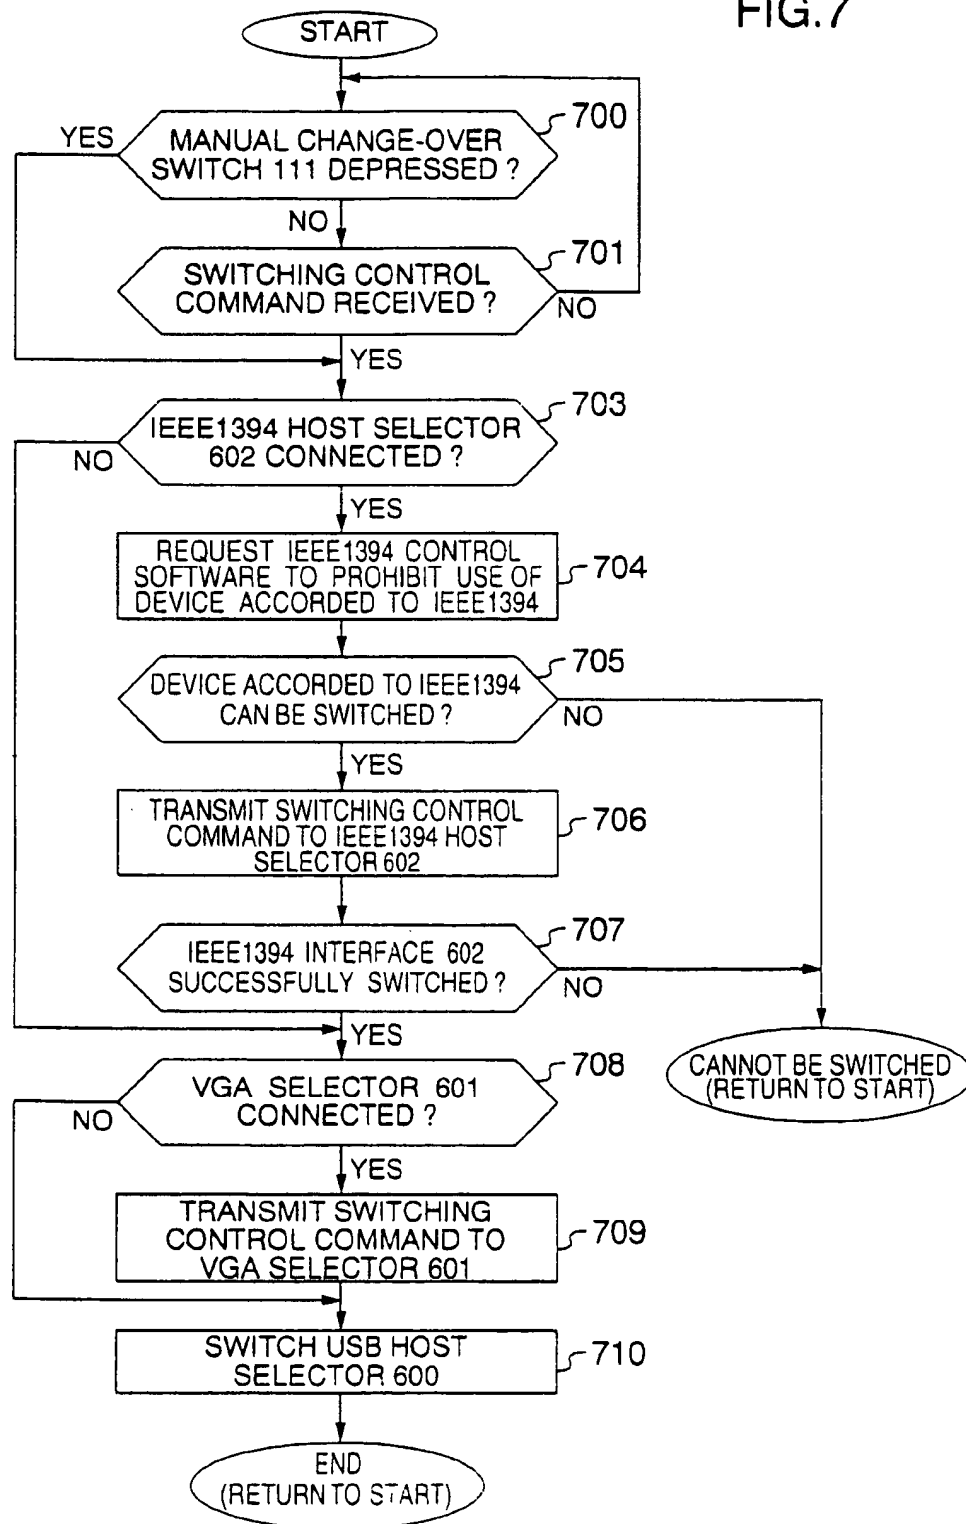 FIG.7
START
700
YES
MANUAL CHANGE-OVER
SWITCH 111 DEPRESSED ?
NO
701
SWITCHING CONTROL
COMMAND RECEIVED ?
NO
YES
703
IEEE1394 HOST SELECTOR
602 CONNECTED ?
NO
YES
REQUEST IEEE1394 CONTROL
SOFTWARE TO PROHIBIT USE OF
DEVICE ACCORDED TO IEEE1394
704
705
DEVICE ACCORDED TO IEEE1394
CAN BE SWITCHED ?
NO
YES
TRANSMIT SWITCHING CONTROL
COMMAND TO IEEE1394 HOST
SELECTOR 602
706
707
IEEE1394 INTERFACE 602
SUCCESSFULLY SWITCHED ?
NO
YES
CANNOT BE SWITCHED
(RETURN TO START)
708
VGA SELECTOR 601
CONNECTED ?
NO
YES
TRANSMIT SWITCHING
CONTROL COMMAND TO
VGA SELECTOR 601
709
SWITCH USB HOST
SELECTOR 600
710
END
(RETURN TO START)